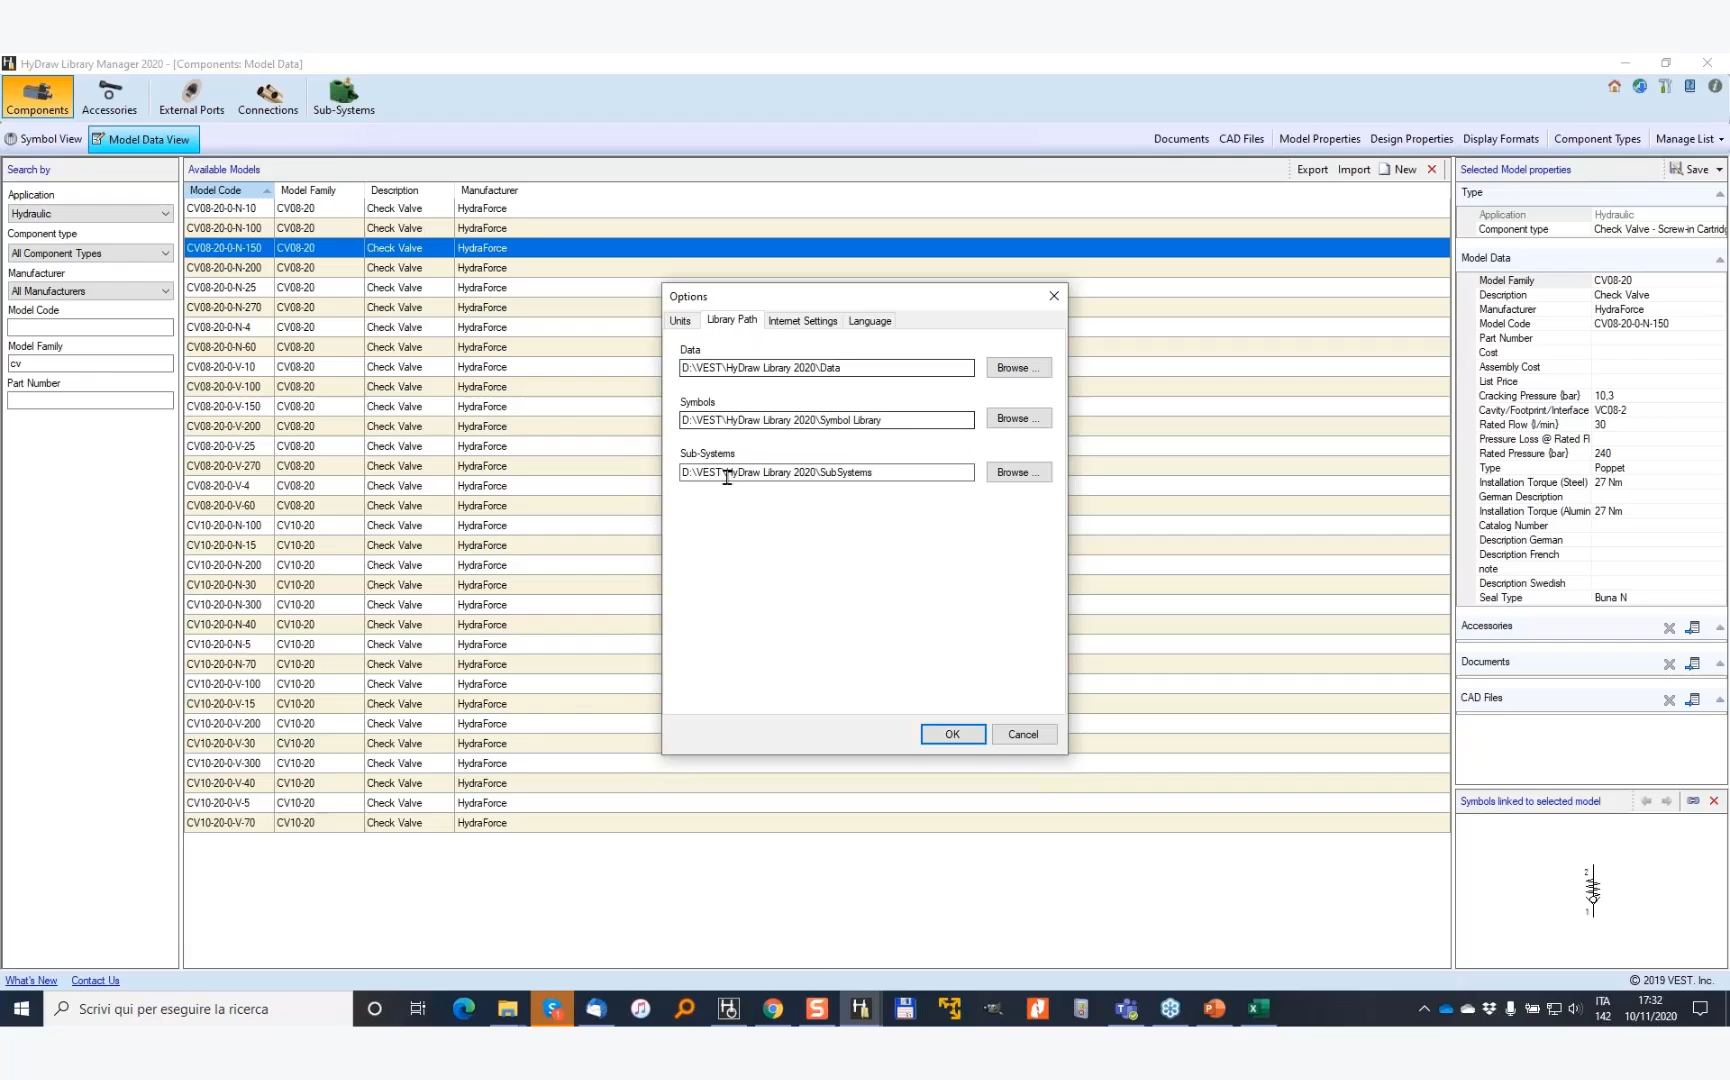 HyDraw Library Manager 2020 - [Components: Model Data]
Components Accessories External Ports Connections Sub-Systems
Symbol View Model Data View Documents CAD Files Model Properties Design Properties Display Formats Component Types Manage List
Search by
Application
Hydraulic
Component type
All Component Types
Manufacturer
All Manufacturers
Model Code
Model Family
cv
Part Number
Available Models Export Import New
Model Code Model Family Description Manufacturer
CV08-20-0-N-10 CV08-20 Check Valve HydraForce
CV08-20-0-N-100 CV08-20 Check Valve HydraForce
CV08-20-0-N-150 CV08-20 Check Valve HydraForce
CV08-20-0-N-200 CV08-20 Check Valve HydraForce
CV08-20-0-N-25 CV08-20 Check Valve HydraForce
CV08-20-0-N-270 CV08-20 Check Valve HydraForce
CV08-20-0-N-4 CV08-20 Check Valve HydraForce
CV08-20-0-N-60 CV08-20 Check Valve HydraForce
CV08-20-0-V-10 CV08-20 Check Valve HydraForce
CV08-20-0-V-100 CV08-20 Check Valve HydraForce
CV08-20-0-V-150 CV08-20 Check Valve HydraForce
CV08-20-0-V-200 CV08-20 Check Valve HydraForce
CV08-20-0-V-25 CV08-20 Check Valve HydraForce
CV08-20-0-V-270 CV08-20 Check Valve HydraForce
CV08-20-0-V-4 CV08-20 Check Valve HydraForce
CV08-20-0-V-60 CV08-20 Check Valve HydraForce
CV10-20-0-N-100 CV10-20 Check Valve HydraForce
CV10-20-0-N-15 CV10-20 Check Valve HydraForce
CV10-20-0-N-200 CV10-20 Check Valve HydraForce
CV10-20-0-N-30 CV10-20 Check Valve HydraForce
CV10-20-0-N-300 CV10-20 Check Valve HydraForce
CV10-20-0-N-40 CV10-20 Check Valve HydraForce
CV10-20-0-N-5 CV10-20 Check Valve HydraForce
CV10-20-0-N-70 CV10-20 Check Valve HydraForce
CV10-20-0-V-100 CV10-20 Check Valve HydraForce
CV10-20-0-V-15 CV10-20 Check Valve HydraForce
CV10-20-0-V-200 CV10-20 Check Valve HydraForce
CV10-20-0-V-30 CV10-20 Check Valve HydraForce
CV10-20-0-V-300 CV10-20 Check Valve HydraForce
CV10-20-0-V-40 CV10-20 Check Valve HydraForce
CV10-20-0-V-5 CV10-20 Check Valve HydraForce
CV10-20-0-V-70 CV10-20 Check Valve HydraForce
Options
Units Library Path Internet Settings Language
Data
D:\VEST\HyDraw Library 2020\Data Browse ...
Symbols
D:\VEST\HyDraw Library 2020\Symbol Library Browse ...
Sub-Systems
D:\VEST\HyDraw Library 2020\SubSystems Browse ...
OK Cancel
Selected Model properties Save
Type
Application Hydraulic
Component type Check Valve - Screw-in Cartridg
Model Data
Model Family CV08-20
Description Check Valve
Manufacturer HydraForce
Model Code CV08-20-0-N-150
Part Number
Cost
Assembly Cost
List Price
Cracking Pressure {bar} 10,3
Cavity/Footprint/Interface VC08-2
Rated Flow {l/min} 30
Pressure Loss @ Rated Fl
Rated Pressure {bar} 240
Type Poppet
Installation Torque (Steel) 27 Nm
German Description
Installation Torque (Alumin 27 Nm
Catalog Number
Description German
Description French
note
Description Swedish
Seal Type Buna N
Accessories
Documents
CAD Files
Symbols linked to selected model
2
1
What's New Contact Us © 2019 VEST, Inc.
Scrivi qui per eseguire la ricerca
ITA
142
17:32
10/11/2020